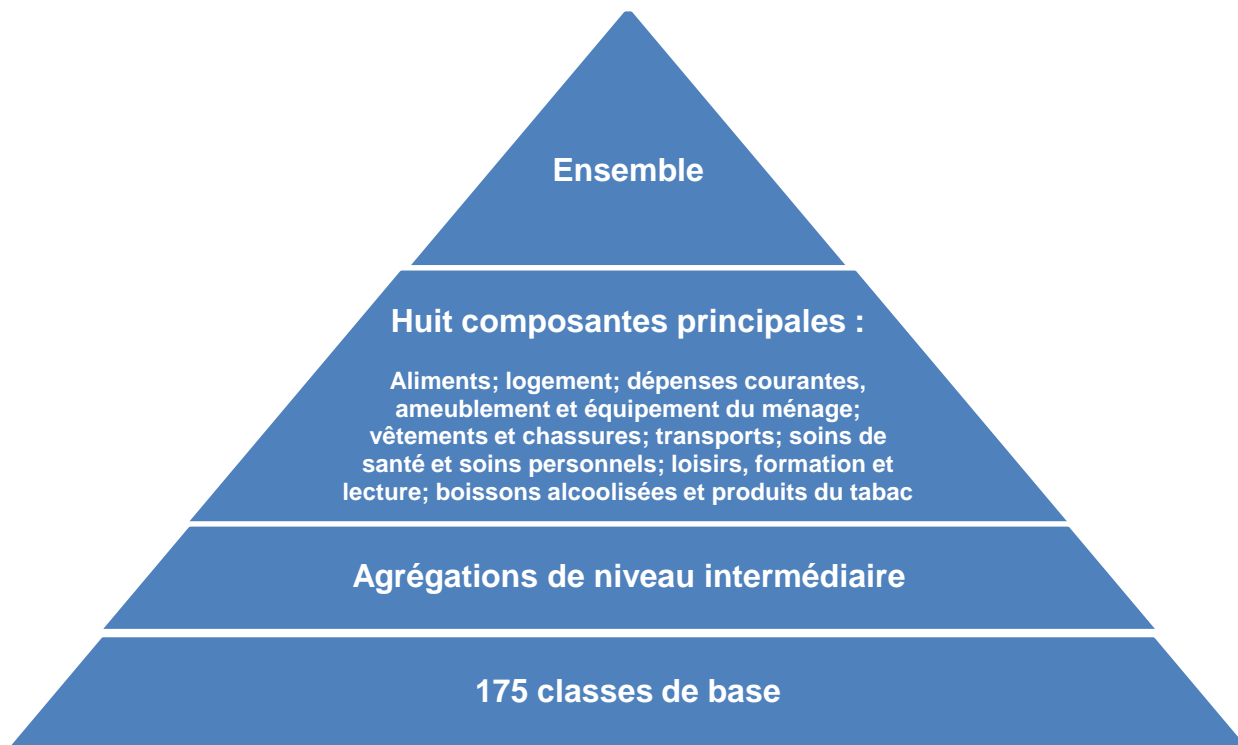 Ensemble
Huit composantes principales :
Aliments; logement; dépenses courantes,
ameublement et équipement du ménage;
vêtements et chassures; transports; soins de
santé et soins personnels; loisirs, formation et
lecture; boissons alcoolisées et produits du tabac
Agrégations de niveau intermédiaire
175 classes de base